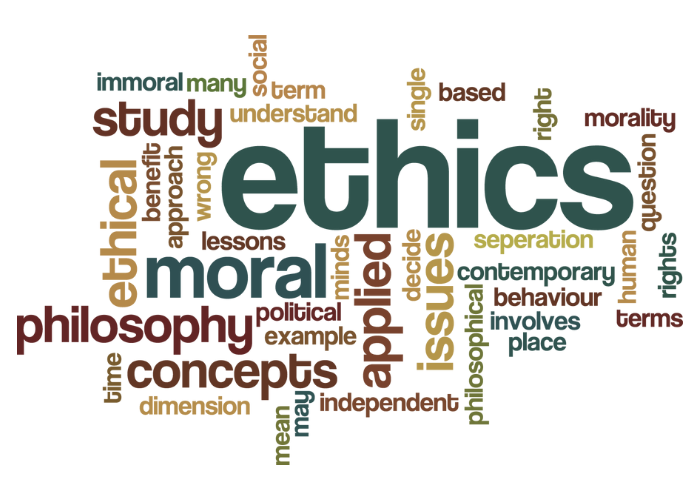 social
immoral
many
term
single
based
right
study
understand
morality
ethics
ethical
benefit
approach
wrong
question
lessons
seperation
moral
minds
applied
decide
issues
contemporary
human
rights
philosophy
political
behaviour
example
philosophical
involves
terms
place
time
concepts
dimension
mean
may
independent